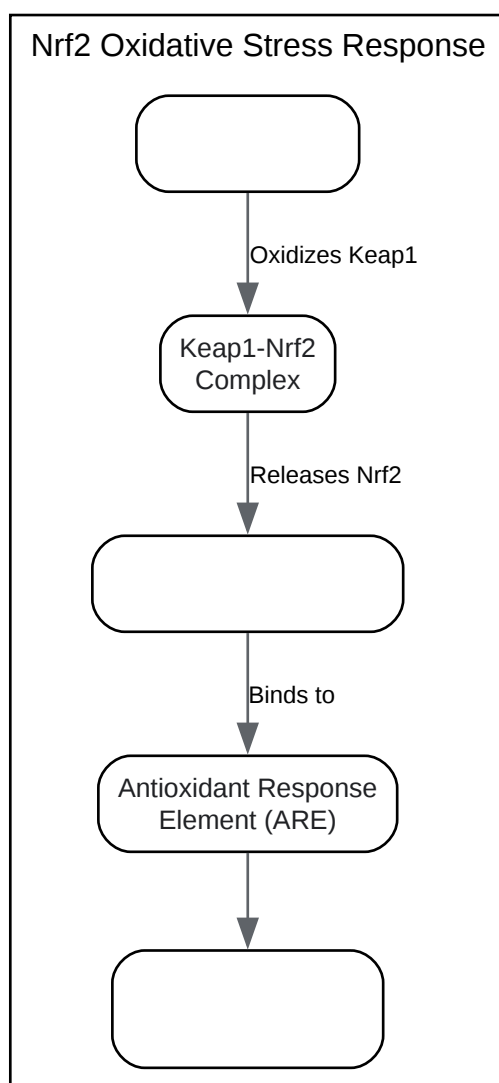 Nrf2 Oxidative Stress Response
Oxidizes Keap1
Keap1-Nrf2
Complex
Releases Nrf2
Binds to
Antioxidant Response
Element (ARE)